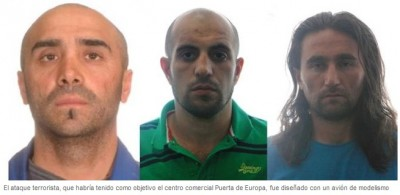 El ataque terrorista, que habría tenido como objetivo el centro comercial Puerta de Europa, fue diseñado con un avión de modelismo